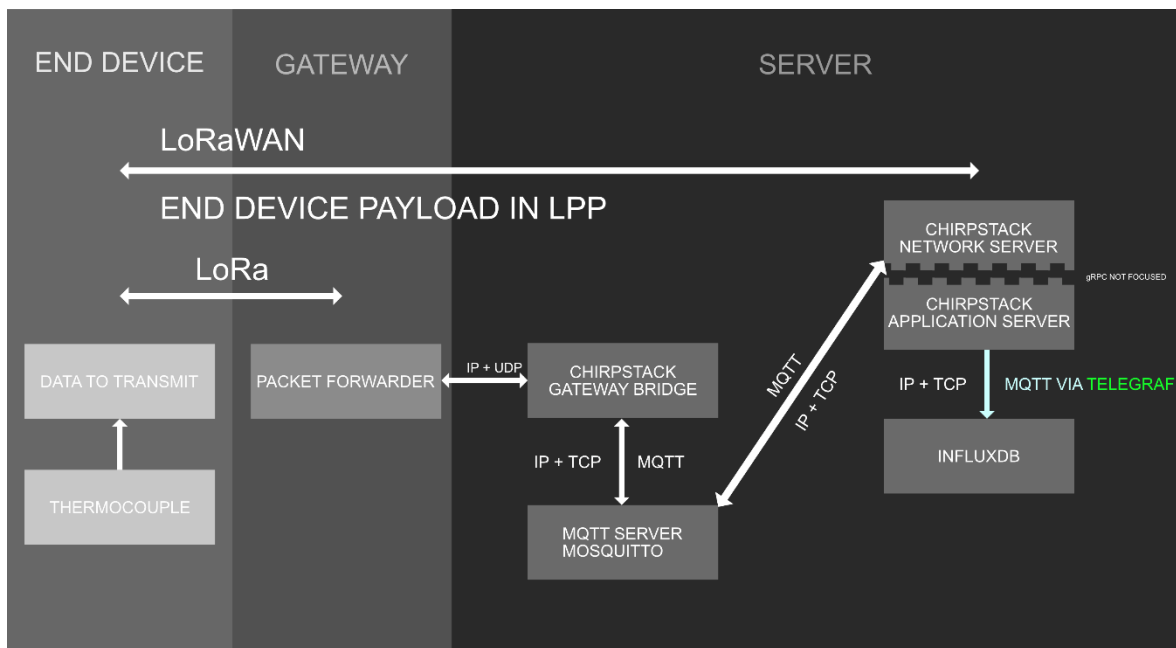 END DEVICE
GATEWAY
SERVER
LoRaWAN
END DEVICE PAYLOAD IN LPP
LoRa
CHIRPSTACK
NETWORK SERVER
gRPC NOT FOCUSED
CHIRPSTACK
APPLICATION SERVER
DATA TO TRANSMIT
PACKET FORWARDER
IP + UDP
CHIRPSTACK
GATEWAY BRIDGE
MQTT
IP + TCP
IP + TCP
MQTT VIA TELEGRAF
IP + TCP
MQTT
INFLUXDB
THERMOCOUPLE
MQTT SERVER
MOSQUITTO